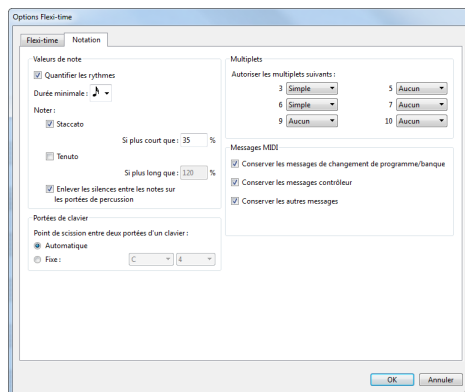 Options Flexi-time
Flexi-time Notation
Valeurs de note
Quantifier les rythmes
Durée minimale :
Noter :
Staccato
Si plus court que : 35 %
Tenuto
Si plus long que : 120 %
Enlever les silences entre les notes sur
les portées de percussion
Portées de clavier
Point de scission entre deux portées d'un clavier :
Automatique
Fixe : C 4
Multiplets
Autoriser les multiplets suivants :
3 Simple 5 Aucun
6 Simple 7 Aucun
9 Aucun 10 Aucun
Messages MIDI
Conserver les messages de changement de programme/banque
Conserver les messages contrôleur
Conserver les autres messages
OK Annuler